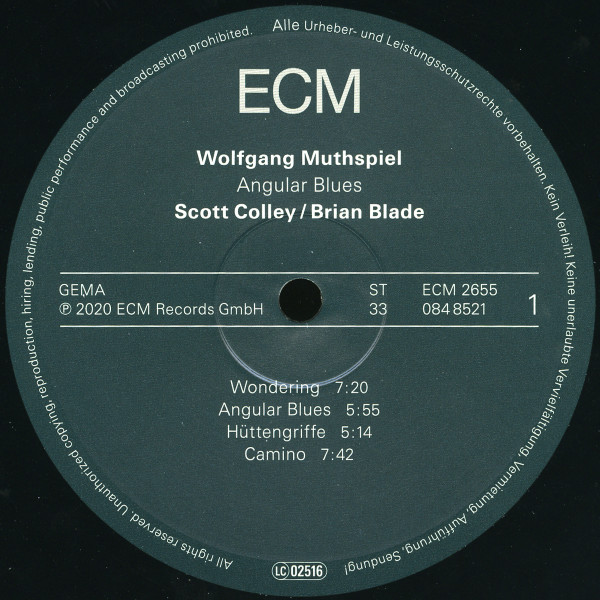 Alle Urheber- und Leistungsschutzrechte vorbehalten. Kein Verleih! Keine unerlaubte Vervielfältigung, Vermietung, Aufführung, Sendung!
ECM
Wolfgang Muthspiel
Angular Blues
Scott Colley / Brian Blade
GEMA ST ECM 2655
℗ 2020 ECM Records GmbH 33 084 8521 1
Wondering 7:20
Angular Blues 5:55
Hüttengriffe 5:14
Camino 7:42
LC 02516
All rights reserved. Unauthorized copying, reproduction, hiring, lending, public performance and broadcasting prohibited.